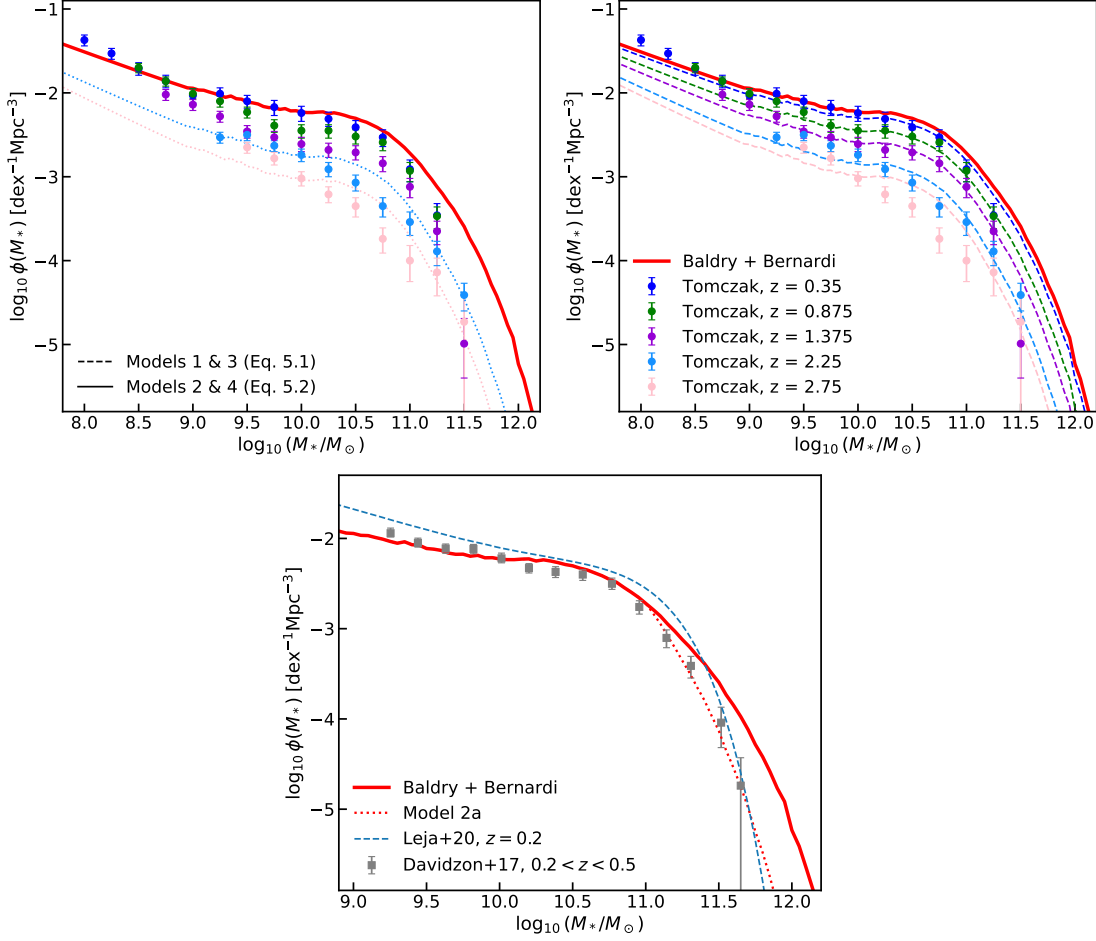 −1
−2
−3
−4
−5
log₁₀ ϕ(M*) [dex⁻¹Mpc⁻³]
Models 1 & 3 (Eq. 5.1)
Models 2 & 4 (Eq. 5.2)
8.0 8.5 9.0 9.5 10.0 10.5 11.0 11.5 12.0
log₁₀ (M*/M⊙)
−1
−2
−3
−4
−5
log₁₀ ϕ(M*) [dex⁻¹Mpc⁻³]
Baldry + Bernardi
Tomczak, z = 0.35
Tomczak, z = 0.875
Tomczak, z = 1.375
Tomczak, z = 2.25
Tomczak, z = 2.75
8.0 8.5 9.0 9.5 10.0 10.5 11.0 11.5 12.0
log₁₀ (M*/M⊙)
−2
−3
−4
−5
log₁₀ ϕ(M*) [dex⁻¹Mpc⁻³]
Baldry + Bernardi
Model 2a
Leja+20, z = 0.2
Davidzon+17, 0.2 < z < 0.5
9.0 9.5 10.0 10.5 11.0 11.5 12.0
log₁₀ (M*/M⊙)